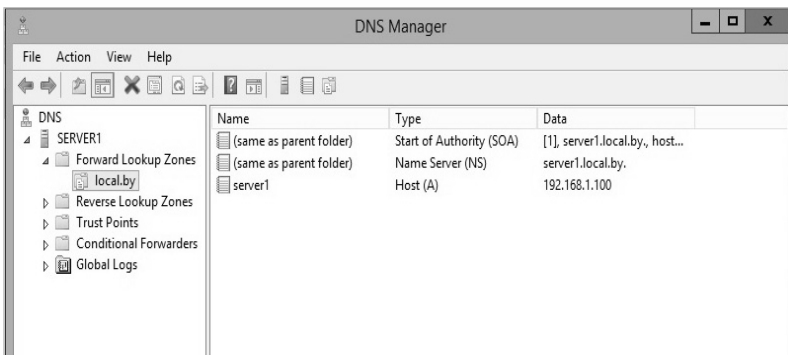 DNS Manager
X
File Action View Help
DNS
SERVER1
Forward Lookup Zones
local.by
Reverse Lookup Zones
Trust Points
Conditional Forwarders
Global Logs
Name Type Data
(same as parent folder) Start of Authority (SOA) [1], server1.local.by., host...
(same as parent folder) Name Server (NS) server1.local.by.
server1 Host (A) 192.168.1.100